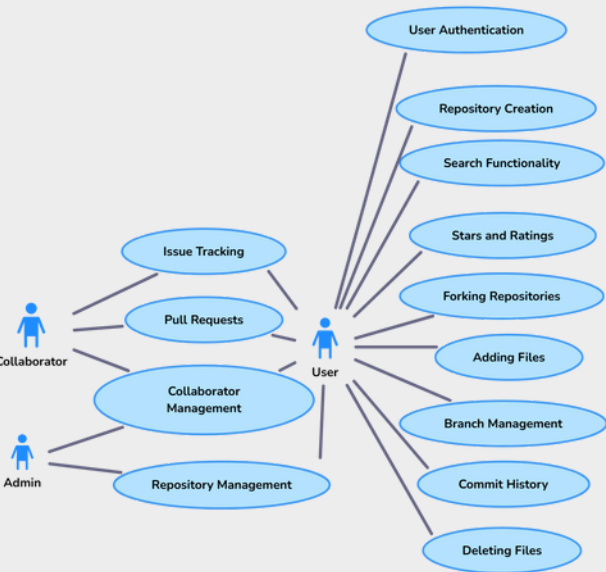 User Authentication
Repository Creation
Search Functionality
Stars and Ratings
Issue Tracking
Forking Repositories
Pull Requests
Adding Files
Collaborator
User
Collaborator
Management
Branch Management
Admin
Repository Management
Commit History
Deleting Files